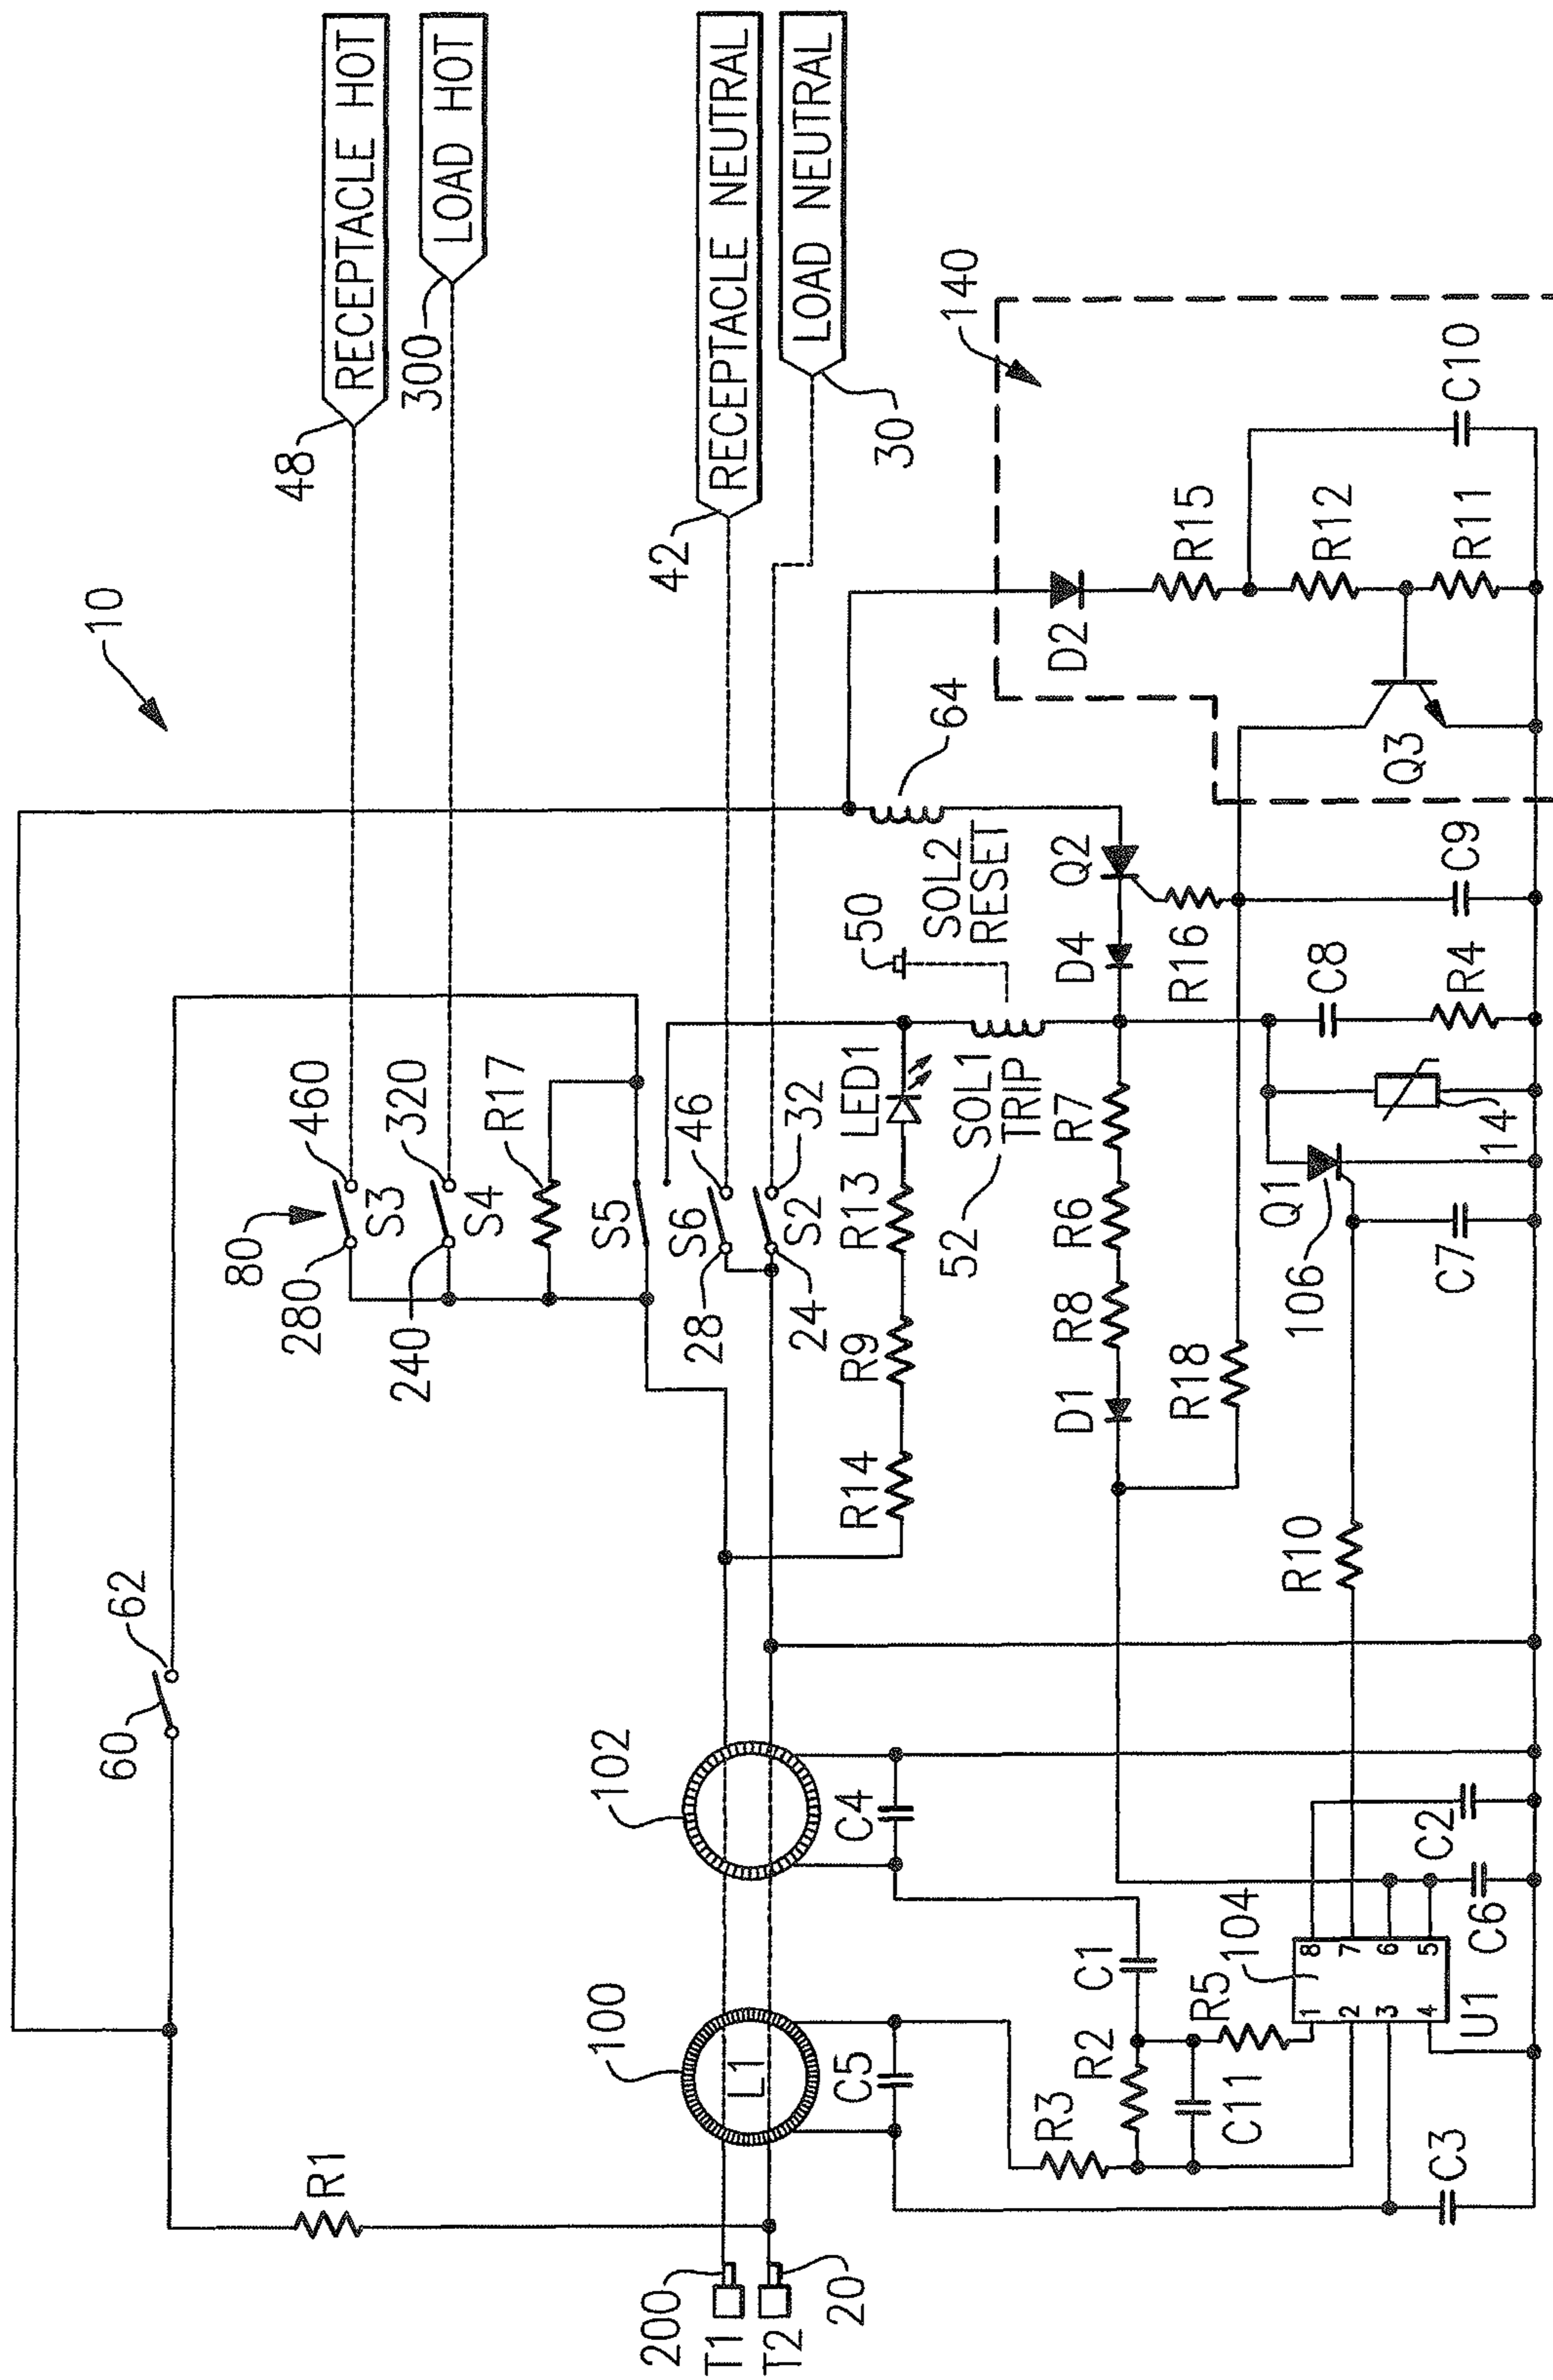 10
RECEPTACLE HOT
48
LOAD HOT
300
RECEPTACLE NEUTRAL
42
LOAD NEUTRAL
30
140
60
62
80
280
460
S3
240
320
S4
R17
S5
S6
28
46
24
S2
32
R1
200
T1
T2
20
100
L1
102
C5
C4
R14
R9
R13
LED1
52
SOL1
TRIP
50
SOL2
RESET
64
D1
R8
R6
R7
D4
Q2
R16
R18
D2
R15
R12
R11
C10
Q3
C9
C8
R4
14
Q1
106
C7
R10
R3
R2
C1
C11
R5
104
1
2
3
4
8
7
6
5
U1
C2
C6
C3